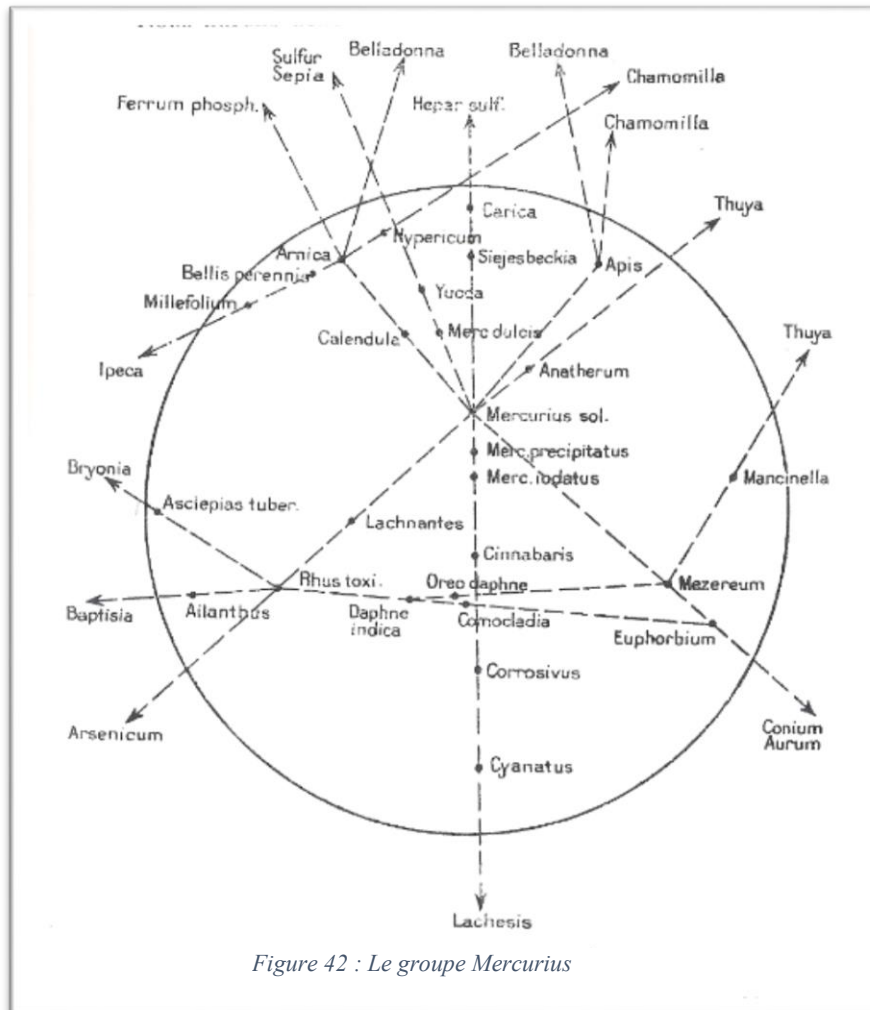 Sulfur
Sepia
Belladonna
Belladonna
Ferrum phosph.
Hepar sulf.
Chamomilla
Chamomilla
Carica
Thuya
Arnica
Hypericum
Siejesbeckia
Apis
Bellis perennia
Millefolium
Yucca
Calendula
Merc dulcis
Thuya
Ipeca
Anatherum
Mercurius sol.
Merc. precipitatus
Bryonia
Merc. iodatus
Mancinella
Asclepias tuber.
Lachnantes
Cinnabaris
Rhus toxi.
Oreo daphne
Mezereum
Baptisia
Ailanthus
Daphne
indica
Comocladia
Euphorbium
Corrosivus
Arsenicum
Conium
Aurum
Cyanatus
Lachesis
Figure 42 : Le groupe Mercurius